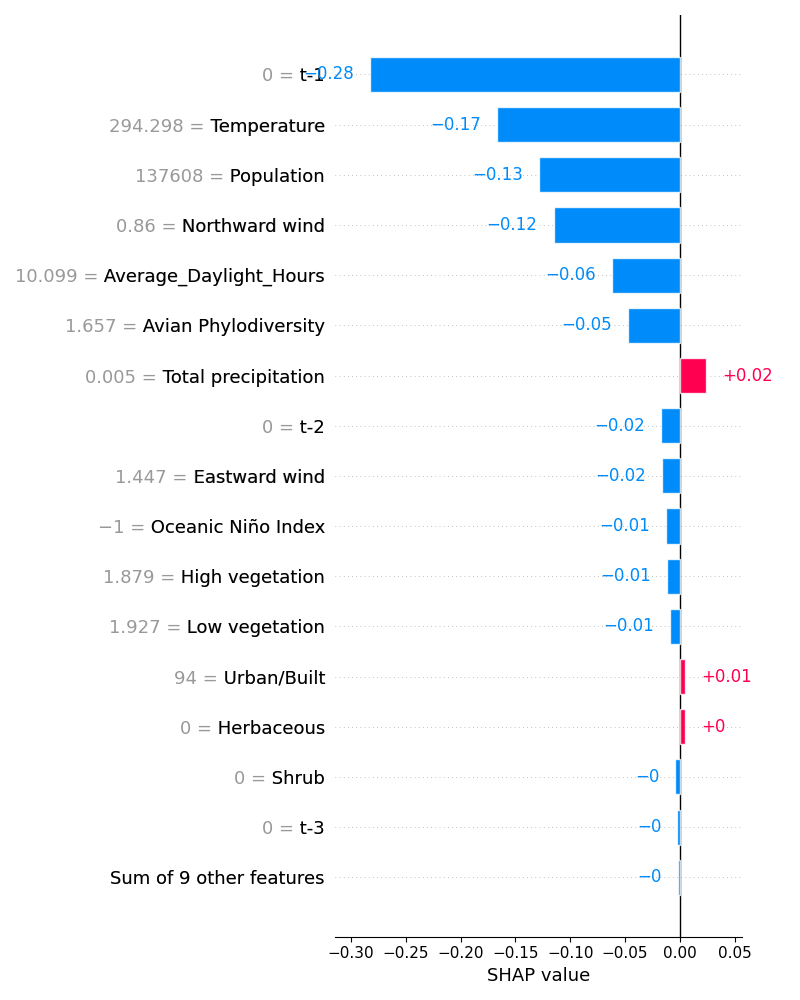 0 = t-1 −0.28
294.298 = Temperature −0.17
137608 = Population −0.13
0.86 = Northward wind −0.12
10.099 = Average_Daylight_Hours −0.06
1.657 = Avian Phylodiversity −0.05
0.005 = Total precipitation +0.02
0 = t-2 −0.02
1.447 = Eastward wind −0.02
−1 = Oceanic Niño Index −0.01
1.879 = High vegetation −0.01
1.927 = Low vegetation −0.01
94 = Urban/Built +0.01
0 = Herbaceous +0
0 = Shrub −0
0 = t-3 −0
Sum of 9 other features −0
−0.30 −0.25 −0.20 −0.15 −0.10 −0.05 0.00 0.05
SHAP value